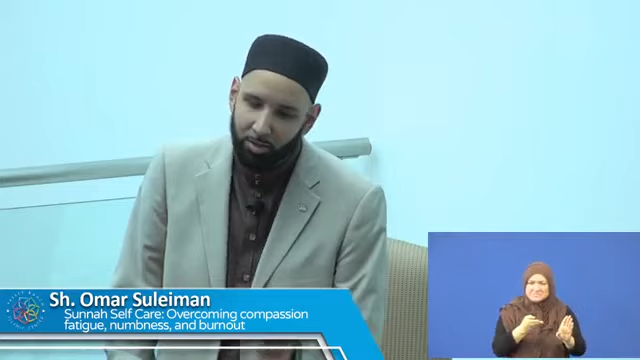 Sh. Omar Suleiman
Sunnah Self Care: Overcoming compassion
fatigue, numbness, and burnout